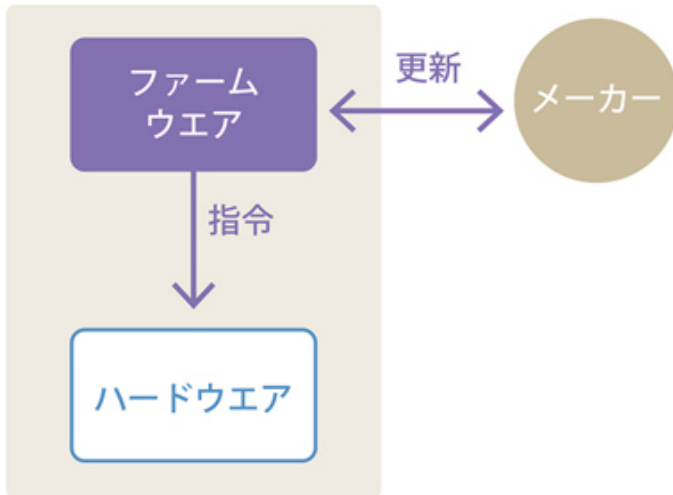 ファーム
ウエア
更新
メーカー
指令
ハードウエア